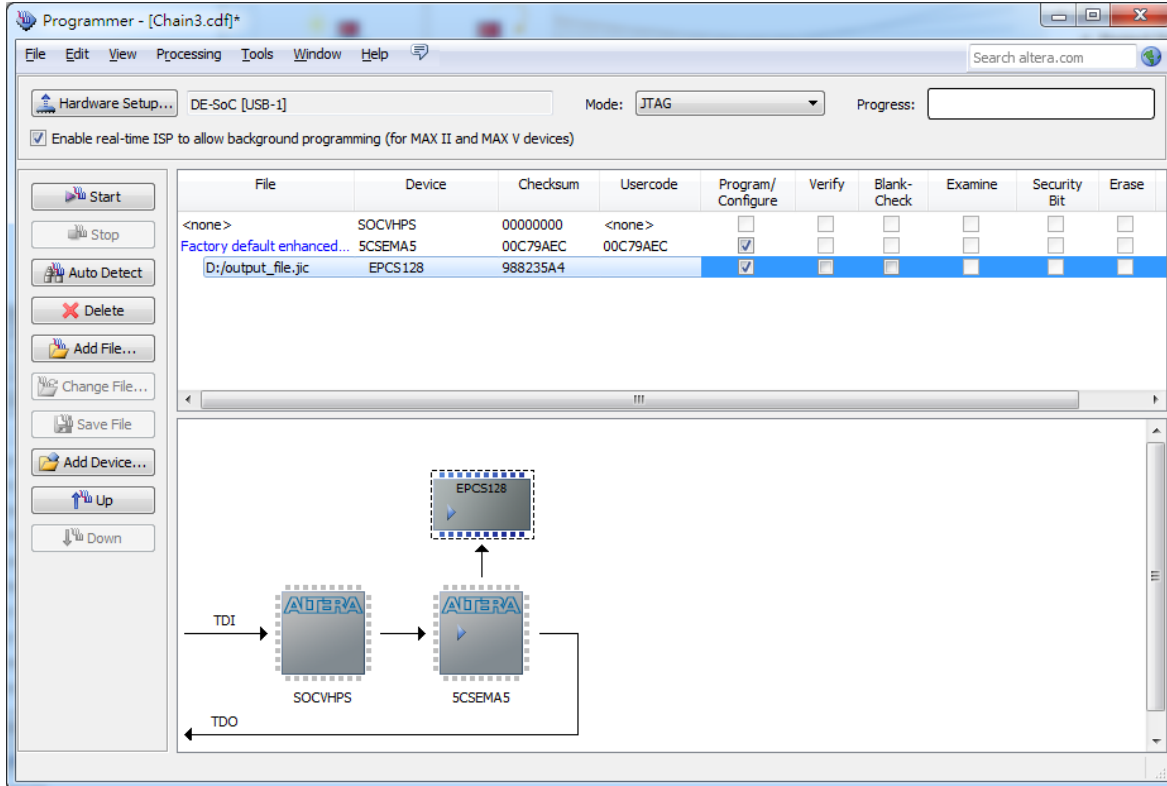 Programmer - [Chain3.cdf]*
File Edit View Processing Tools Window Help
Search altera.com
Hardware Setup... DE-SoC [USB-1] Mode: JTAG Progress:
Enable real-time ISP to allow background programming (for MAX II and MAX V devices)
Start
Stop
Auto Detect
Delete
Add File...
Change File...
Save File
Add Device...
Up
Down
File Device Checksum Usercode Program/ Configure Verify Blank- Check Examine Security Bit Erase
<none> SOCVHPS 00000000 <none>
Factory default enhanced... 5CSEMA5 00C79AEC 00C79AEC
D:/output_file.jic EPCS128 988235A4
EPCS128
TDI
ALTERA
ALTERA
SOCVHPS
5CSEMA5
TDO